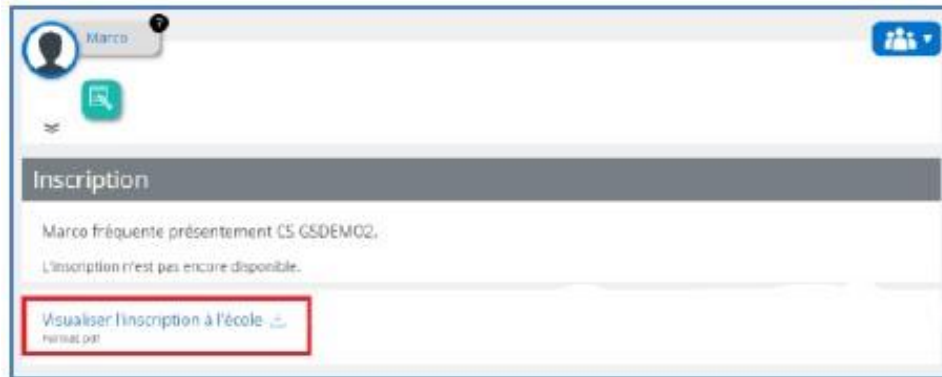 Marco
?
Inscription
Marco fréquente présentement CS GSDEMO2.
L'inscription n'est pas encore disponible.
Visualiser l'inscription à l'école
Format pdf